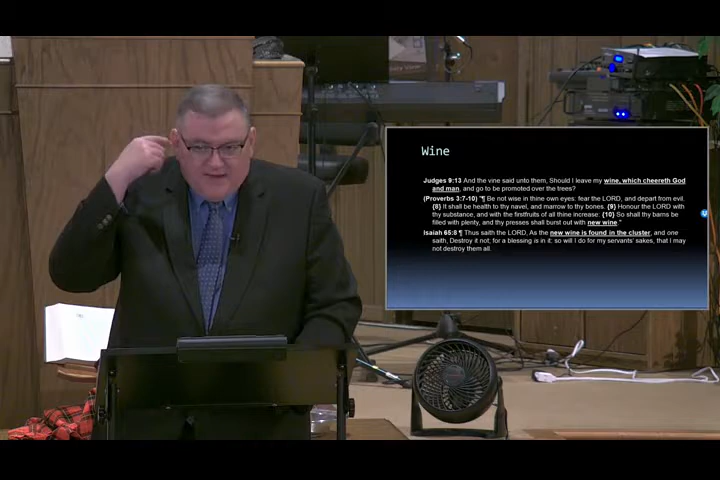 Wine
Judges 9:13 And the vine said unto them, Should I leave my wine, which cheereth God
and man, and go to be promoted over the trees?
(Proverbs 3:7-10) "¶ Be not wise in thine own eyes: fear the LORD, and depart from evil.
{8} It shall be health to thy navel, and marrow to thy bones. {9} Honour the LORD with
thy substance, and with the firstfruits of all thine increase: {10} So shall thy barns be
filled with plenty, and thy presses shall burst out with new wine."
Isaiah 65:8 ¶ Thus saith the LORD, As the new wine is found in the cluster, and one
saith, Destroy it not; for a blessing is in it: so will I do for my servants' sakes, that I may
not destroy them all.